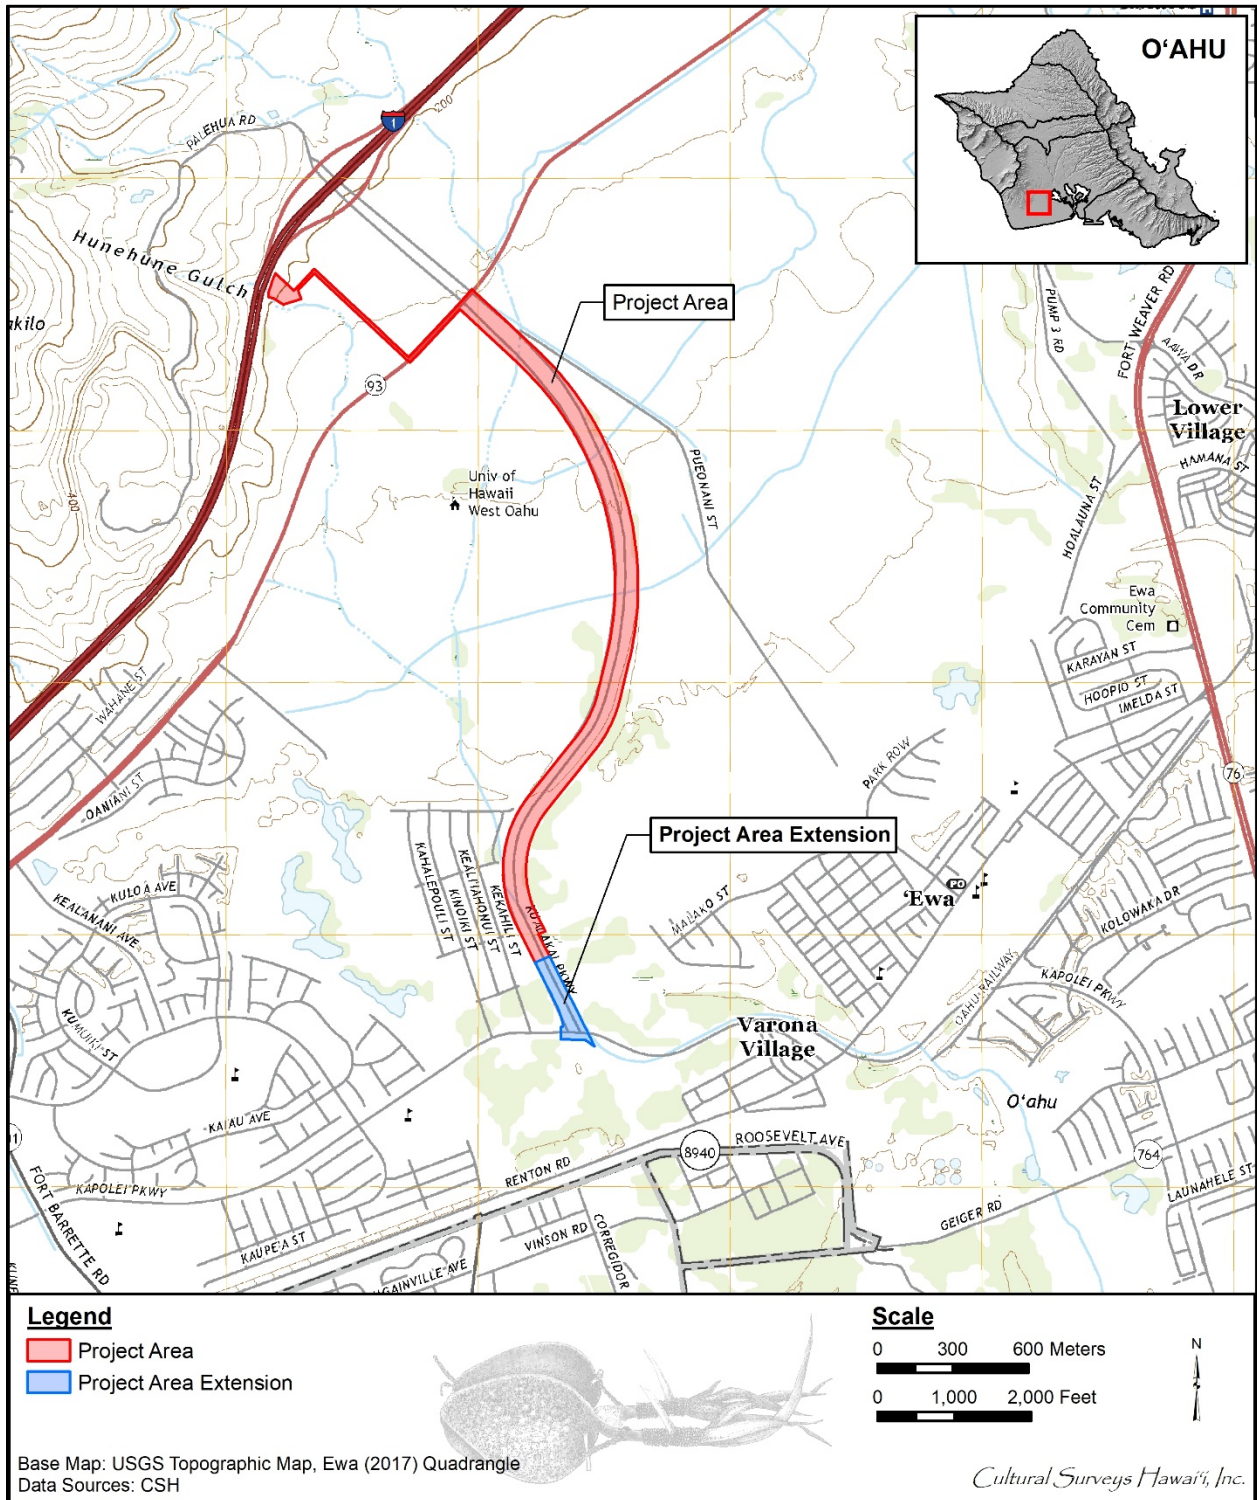 O‘AHU
1
200
PALEHUA RD
Hunehune Gulch
akilo
93
400
Project Area
Univ of
Hawaii
West Oahu
PUEONANI ST
PUMP 3 RD
FORT WEAVER RD
AAWA DR
Lower
Village
HAMANA ST
HOALAUNA ST
Ewa
Community
Cem
KARAYAN ST
HOOPIO ST
IMELDA ST
76
WAHANE ST
OANIANI ST
PARK ROW
Project Area Extension
KAHALEPOULI ST
KINOIKI ST
KEALIIAHONUI ST
KEKAHILI ST
KUALAKAI PKWY
KULOA AVE
KEALANANI AVE
KUMUIKI ST
MALAKO ST
PO
‘Ewa
KOLOWAKA DR
OAHU RAILWAY
KAPOLEI PKWY
Varona
Village
O‘ahu
KAIAU AVE
KAPOLEI PKWY
FORT BARRETTE RD
KAUPEA ST
RENTON RD
8940
ROOSEVELT AVE
764
LAUNAHELE ST
GEIGER RD
VINSON RD
CORREGIDOR
UGAINVILLE AVE
Legend
Project Area
Project Area Extension
Scale
0 300 600 Meters
0 1,000 2,000 Feet
N
Base Map: USGS Topographic Map, Ewa (2017) Quadrangle
Data Sources: CSH
Cultural Surveys Hawai‘i, Inc.